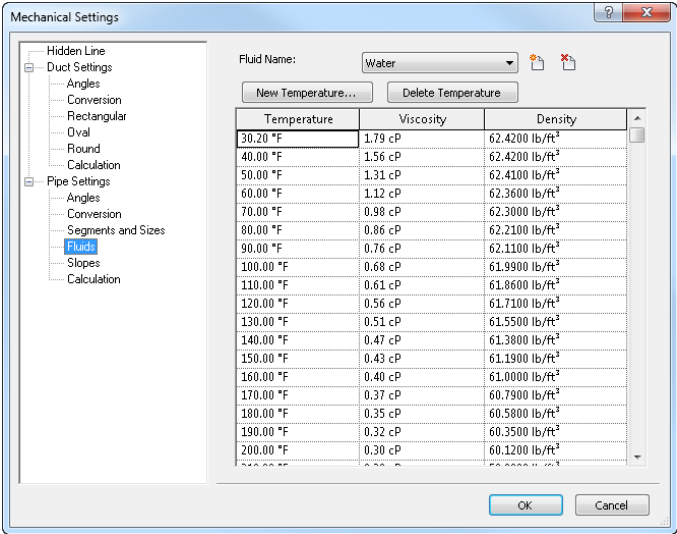 Mechanical Settings
Hidden Line
Duct Settings
Angles
Conversion
Rectangular
Oval
Round
Calculation
Pipe Settings
Angles
Conversion
Segments and Sizes
Fluids
Slopes
Calculation
Fluid Name: Water
New Temperature... Delete Temperature
Temperature Viscosity Density
30.20 °F 1.79 cP 62.4200 lb/ft³
40.00 °F 1.56 cP 62.4200 lb/ft³
50.00 °F 1.31 cP 62.4100 lb/ft³
60.00 °F 1.12 cP 62.3600 lb/ft³
70.00 °F 0.98 cP 62.3000 lb/ft³
80.00 °F 0.86 cP 62.2100 lb/ft³
90.00 °F 0.76 cP 62.1100 lb/ft³
100.00 °F 0.68 cP 61.9900 lb/ft³
110.00 °F 0.61 cP 61.8600 lb/ft³
120.00 °F 0.56 cP 61.7100 lb/ft³
130.00 °F 0.51 cP 61.5500 lb/ft³
140.00 °F 0.47 cP 61.3800 lb/ft³
150.00 °F 0.43 cP 61.1900 lb/ft³
160.00 °F 0.40 cP 61.0000 lb/ft³
170.00 °F 0.37 cP 60.7900 lb/ft³
180.00 °F 0.35 cP 60.5800 lb/ft³
190.00 °F 0.32 cP 60.3500 lb/ft³
200.00 °F 0.30 cP 60.1200 lb/ft³
OK Cancel